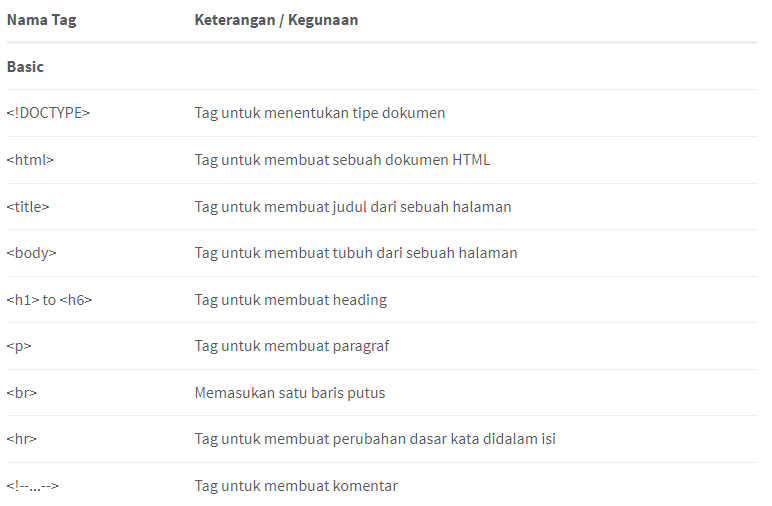 Nama Tag Keterangan / Kegunaan
Basic
<!DOCTYPE> Tag untuk menentukan tipe dokumen
<html> Tag untuk membuat sebuah dokumen HTML
<title> Tag untuk membuat judul dari sebuah halaman
<body> Tag untuk membuat tubuh dari sebuah halaman
<h1> to <h6> Tag untuk membuat heading
<p> Tag untuk membuat paragraf
<br> Memasukan satu baris putus
<hr> Tag untuk membuat perubahan dasar kata didalam isi
<!--...--> Tag untuk membuat komentar